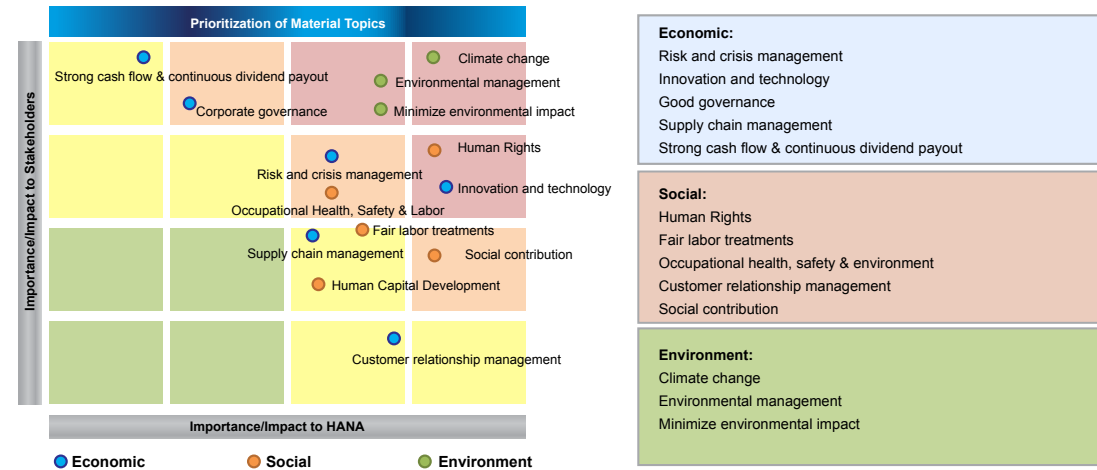 Prioritization of Material Topics
Importance/Impact to Stakeholders
Climate change
Strong cash flow & continuous dividend payout
Environmental management
Corporate governance
Minimize environmental impact
Human Rights
Risk and crisis management
Innovation and technology
Occupational Health, Safety & Labor
Fair labor treatments
Supply chain management
Social contribution
Human Capital Development
Customer relationship management
Importance/Impact to HANA
Economic
Social
Environment
Economic:
Risk and crisis management
Innovation and technology
Good governance
Supply chain management
Strong cash flow & continuous dividend payout
Social:
Human Rights
Fair labor treatments
Occupational health, safety & environment
Customer relationship management
Social contribution
Environment:
Climate change
Environmental management
Minimize environmental impact